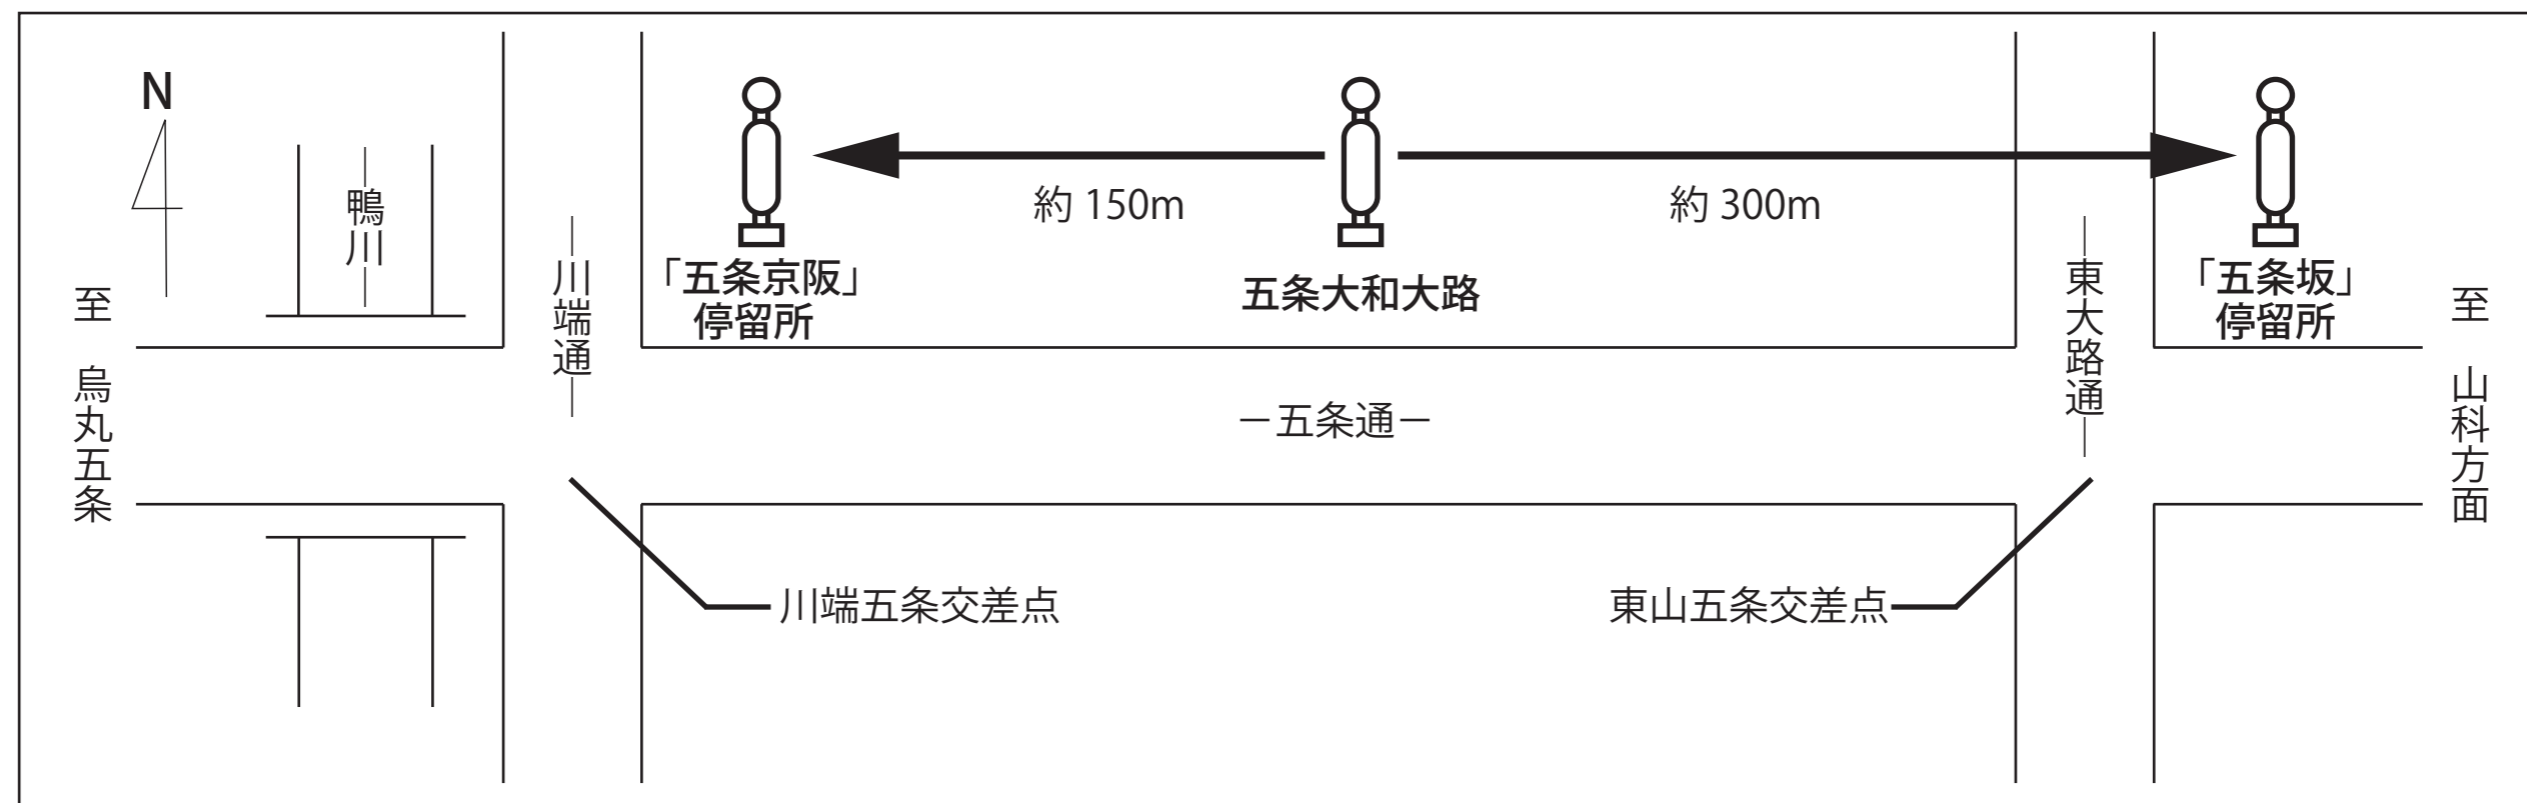 N
至 烏丸五条
―鴨川―
―川端通―
「五条京阪」
停留所
約 150m
五条大和大路
約 300m
―東大路通―
「五条坂」
停留所
至 山科方面
－五条通－
川端五条交差点
東山五条交差点